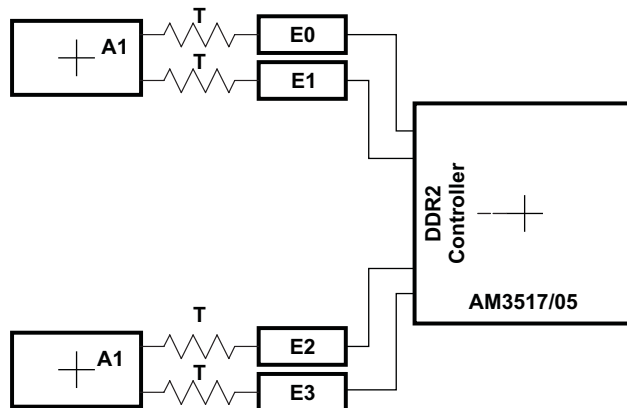 T
A1
E0
T
E1
DDR2
Controller
AM3517/05
T
A1
E2
T
E3